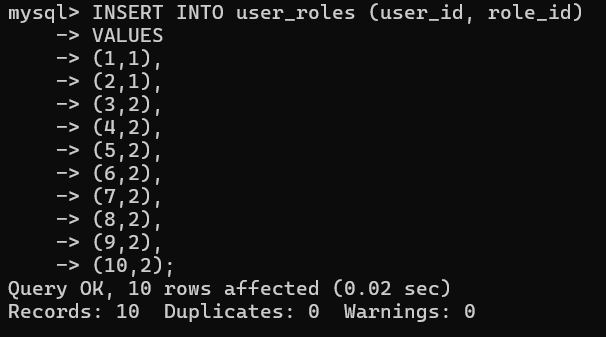 mysql> INSERT INTO user_roles (user_id, role_id)
    -> VALUES
    -> (1,1),
    -> (2,1),
    -> (3,2),
    -> (4,2),
    -> (5,2),
    -> (6,2),
    -> (7,2),
    -> (8,2),
    -> (9,2),
    -> (10,2);
Query OK, 10 rows affected (0.02 sec)
Records: 10  Duplicates: 0  Warnings: 0